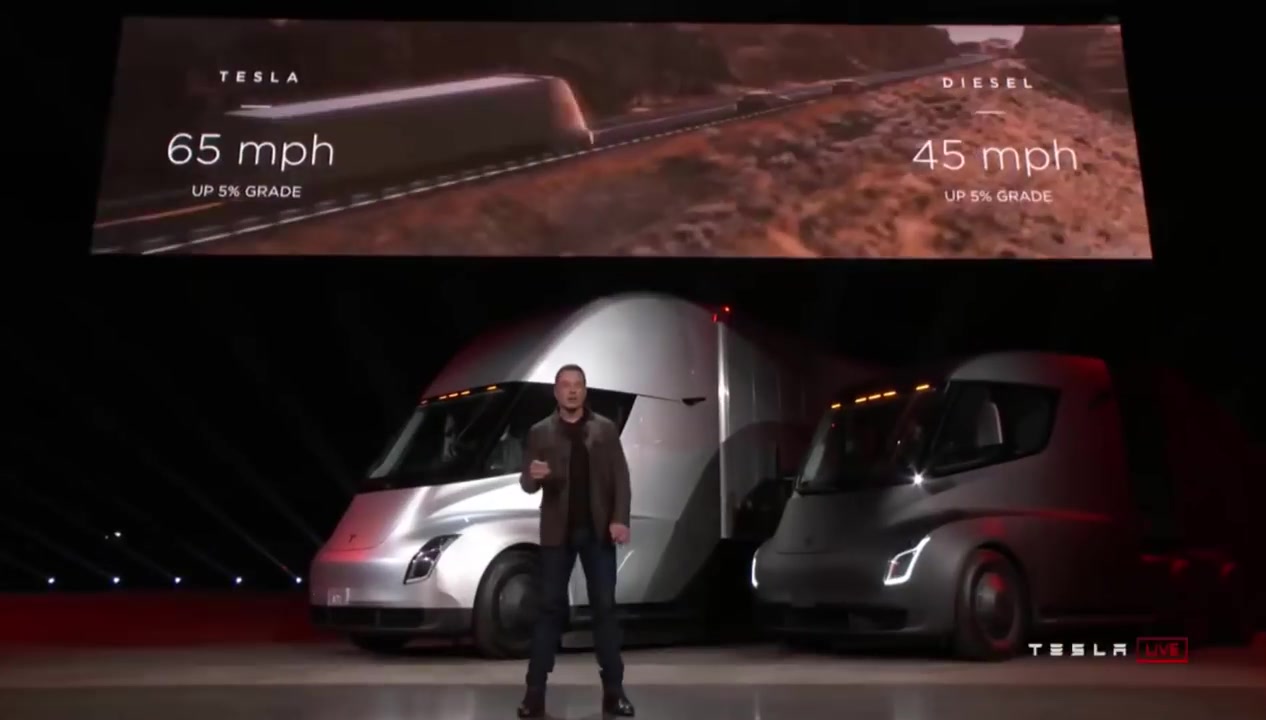 TESLA
65 mph
UP 5% GRADE
DIESEL
45 mph
UP 5% GRADE
TESLA LIVE